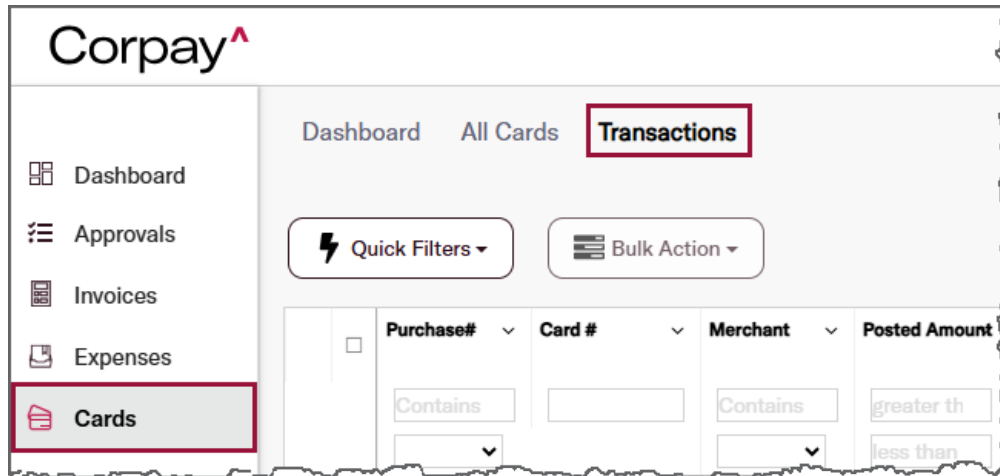 Corpay^
Dashboard All Cards Transactions
Dashboard
Approvals
Invoices
Expenses
Cards
Quick Filters Bulk Action
Purchase# Card # Merchant Posted Amount
Contains Contains greater th
less than